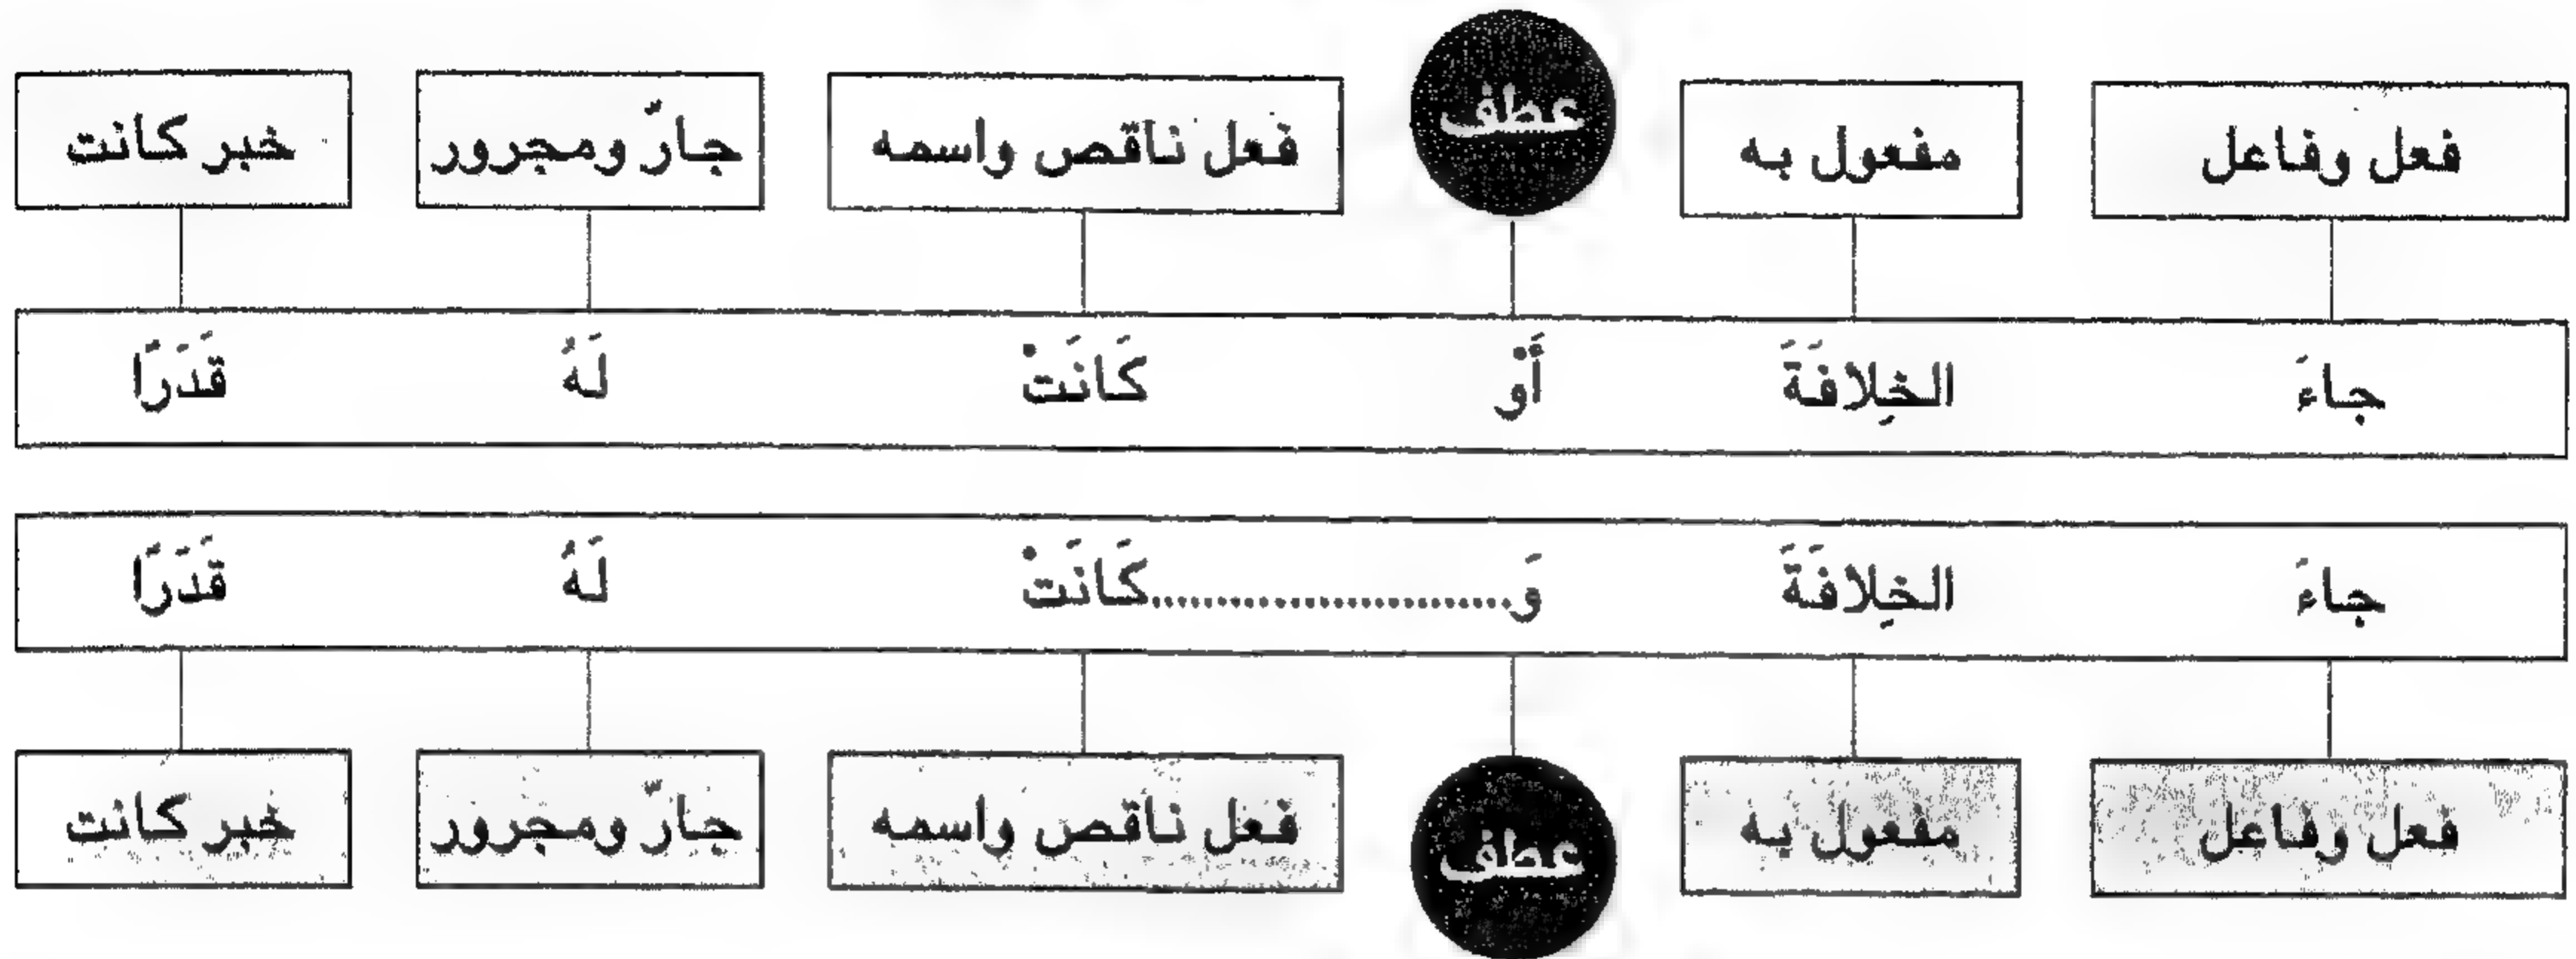 فعل وفاعل مفعول به عطف فعل ناقص واسمه جارّ ومجرور خبر كانت
جاءَ الخِلافَةَ أَوْ كَانَتْ لَهُ قَدَرًا
جاءَ الخِلافَةَ وَ........................كَانَتْ لَهُ قَدَرًا
فعل وفاعل مفعول به عطف فعل ناقص واسمه جارّ ومجرور خبر كانت